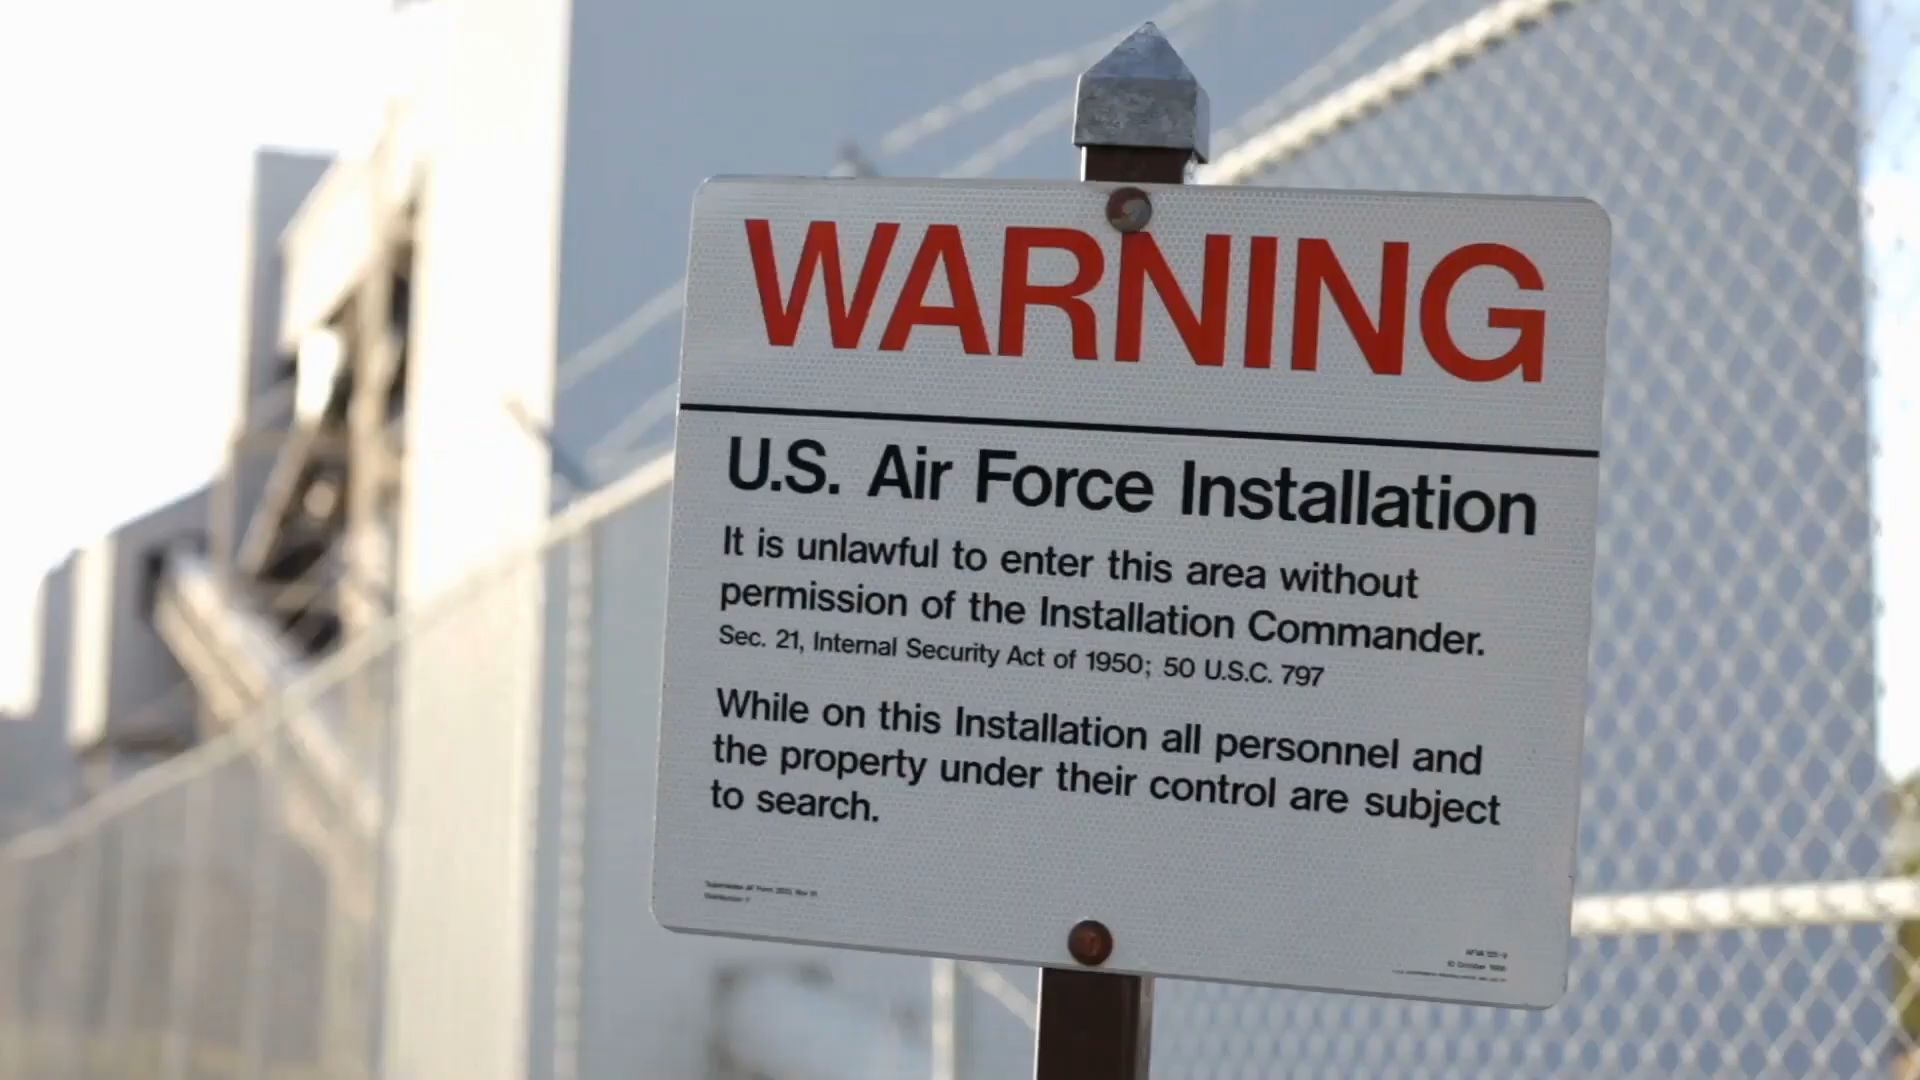 WARNING
U.S. Air Force Installation
It is unlawful to enter this area without
permission of the Installation Commander.
Sec. 21, Internal Security Act of 1950; 50 U.S.C. 797
While on this Installation all personnel and
the property under their control are subject
to search.